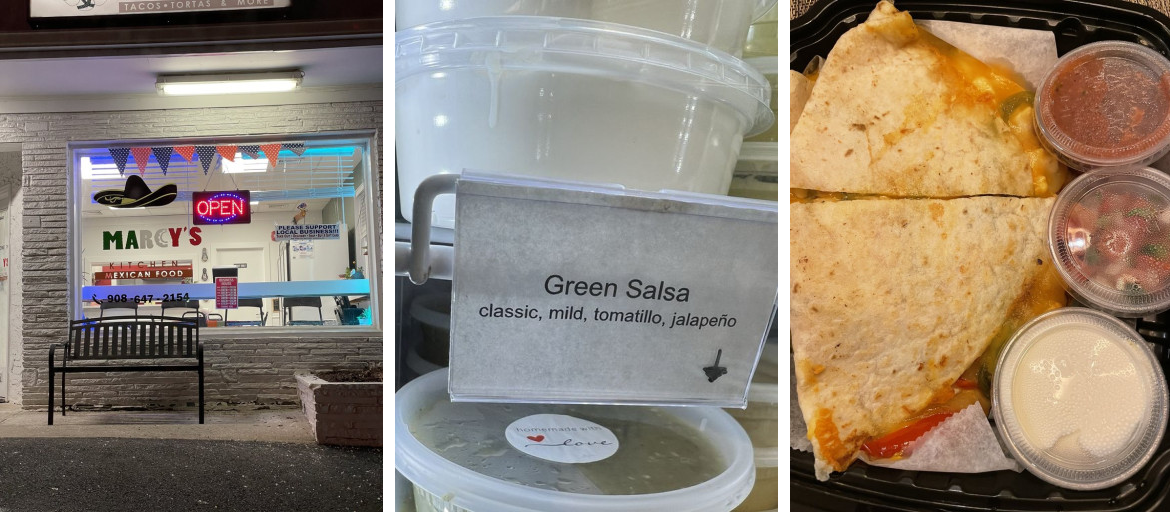 TACOS • TORTAS & MORE
OPEN
MARCY'S
KITCHEN
MEXICAN FOOD
PLEASE SUPPORT
LOCAL BUSINESS!!!
908-647-2154
Green Salsa
classic, mild, tomatillo, jalapeño
homemade with
love